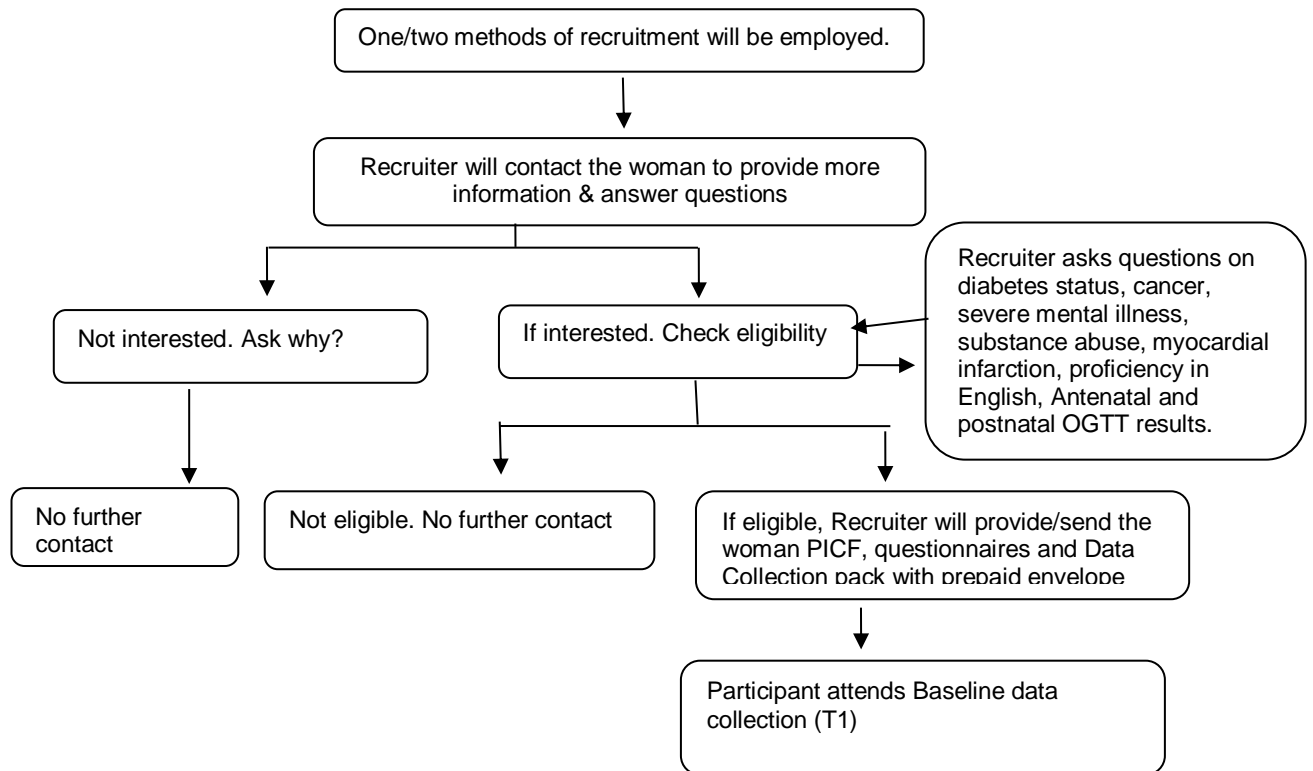 One/two methods of recruitment will be employed.
Recruiter will contact the woman to provide more
information & answer questions
Recruiter asks questions on
diabetes status, cancer,
severe mental illness,
substance abuse, myocardial
infarction, proficiency in
English, Antenatal and
postnatal OGTT results.
Not interested. Ask why?
If interested. Check eligibility
No further
contact
Not eligible. No further contact
If eligible, Recruiter will provide/send the
woman PICF, questionnaires and Data
Collection pack with prepaid envelope
Participant attends Baseline data
collection (T1)